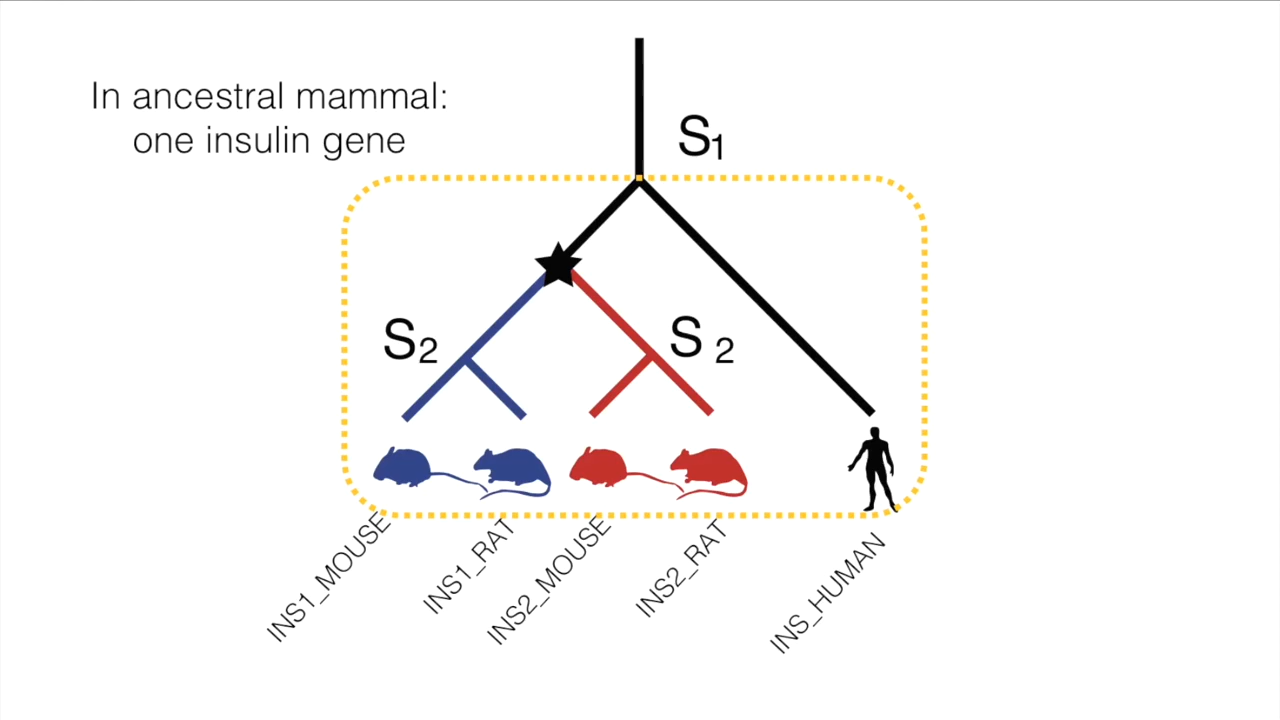 In ancestral mammal:
one insulin gene
S1
S2
S 2
INS1_MOUSE
INS1_RAT
INS2_MOUSE
INS2_RAT
INS_HUMAN